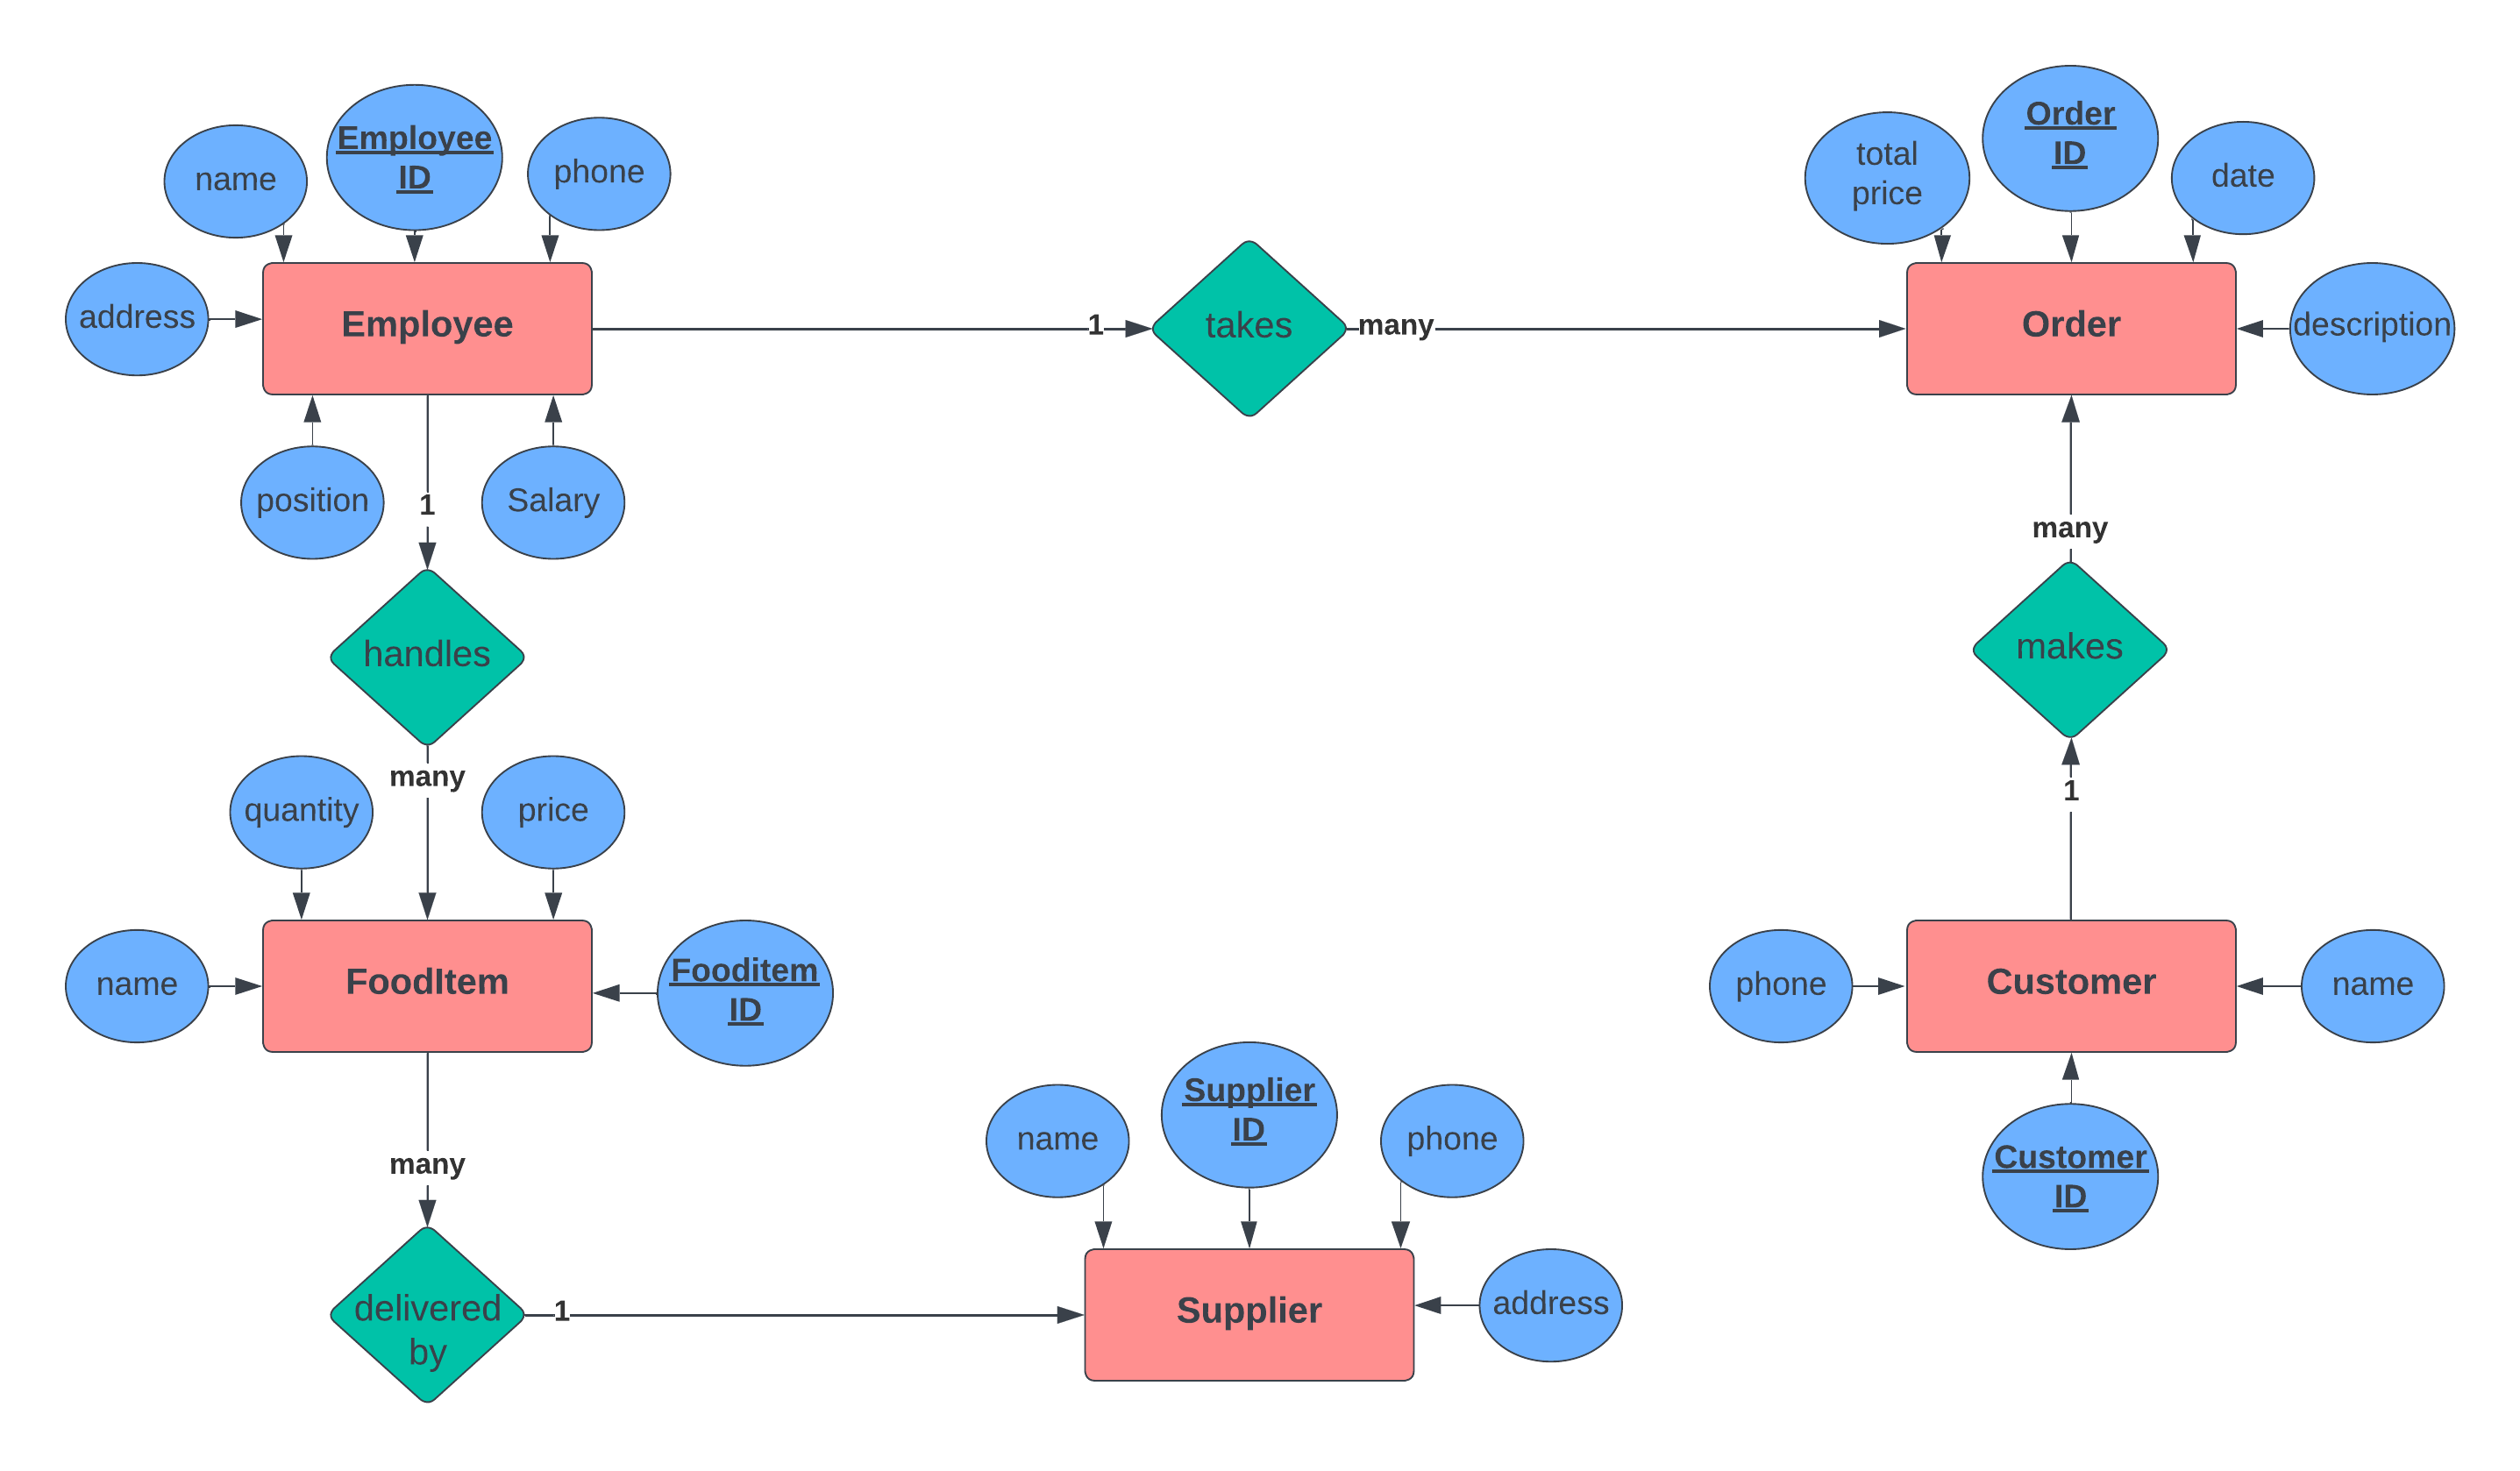 Employee
ID
name
phone
address
Employee
position
Salary
1
takes
many
Order
ID
total
price
date
Order
description
1
handles
many
many
makes
1
quantity
price
name
FoodItem
Fooditem
ID
phone
Customer
name
Customer
ID
many
delivered
by
1
name
Supplier
ID
phone
Supplier
address